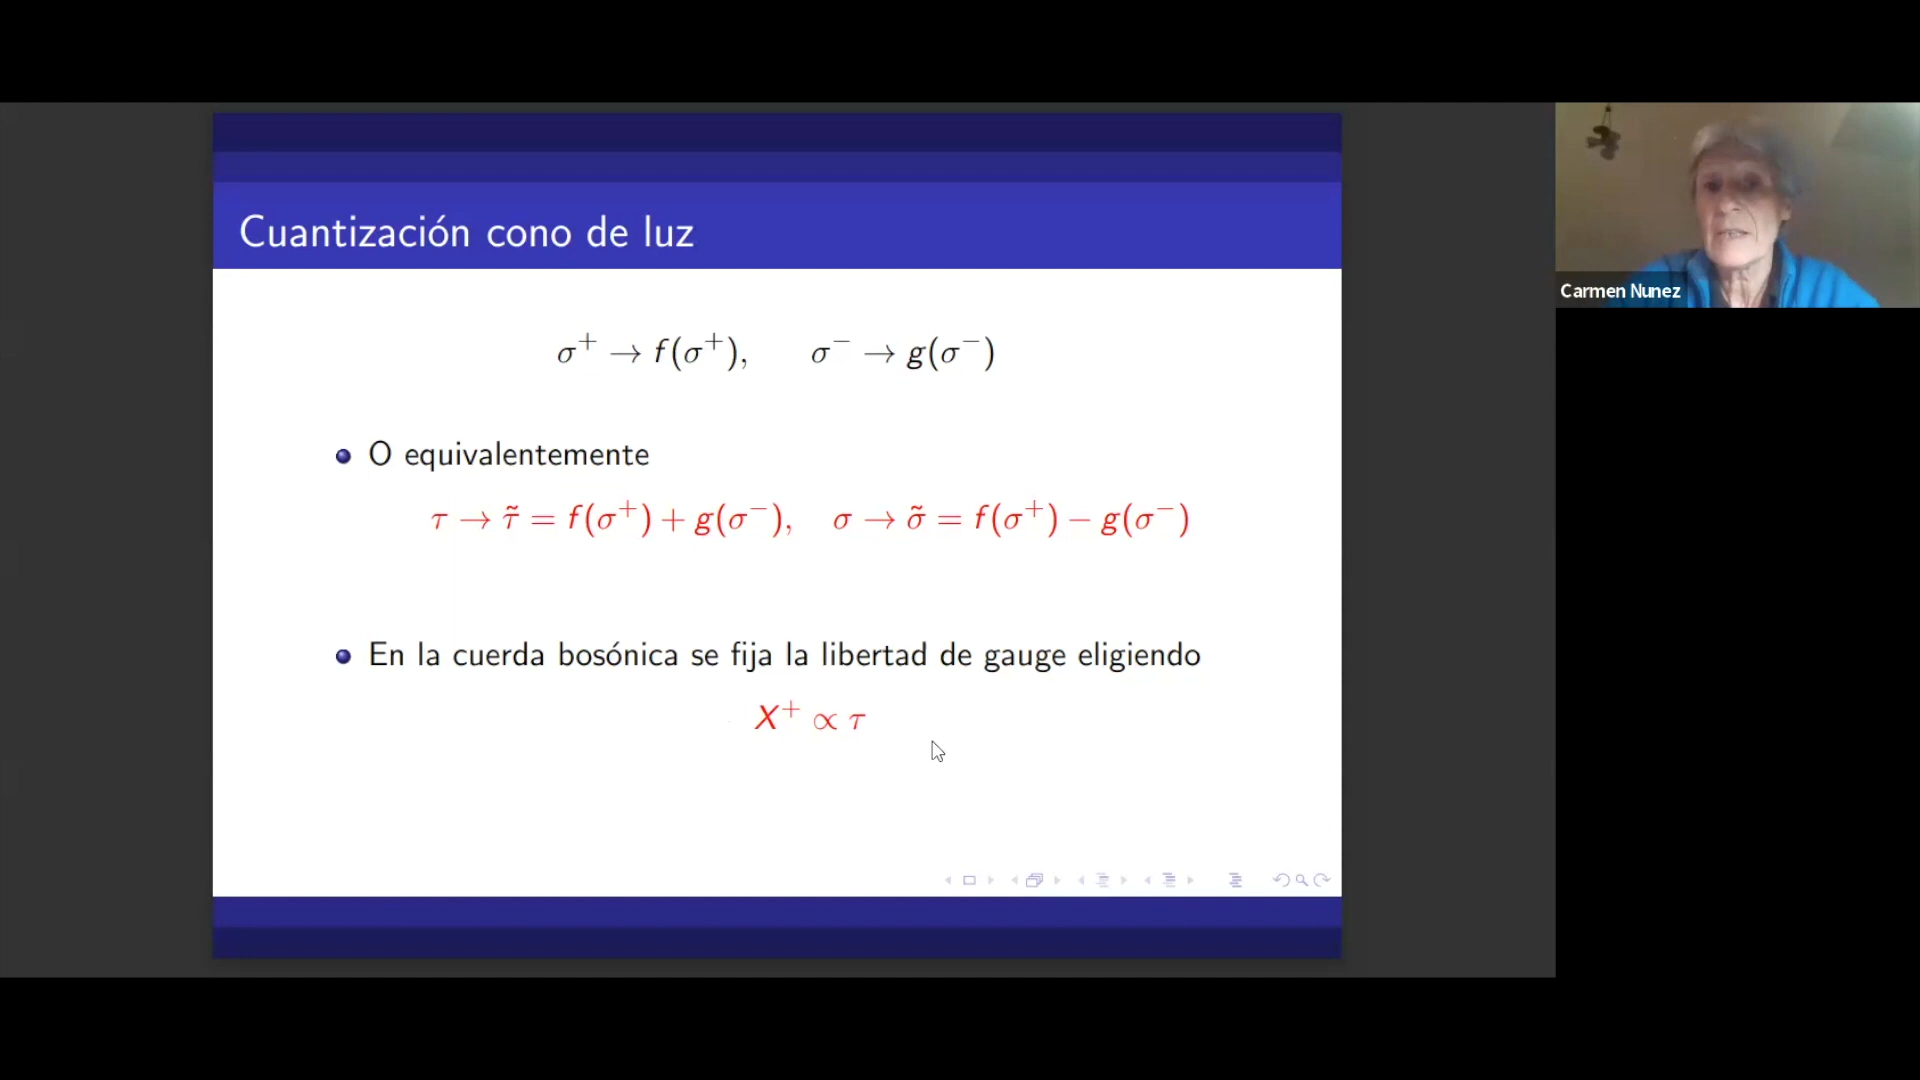 Cuantización cono de luz
σ⁺ → f(σ⁺), σ⁻ → g(σ⁻)
O equivalentemente
τ → τ̃ = f(σ⁺) + g(σ⁻), σ → σ̃ = f(σ⁺) − g(σ⁻)
En la cuerda bosónica se fija la libertad de gauge eligiendo
X⁺ ∝ τ
Carmen Nunez